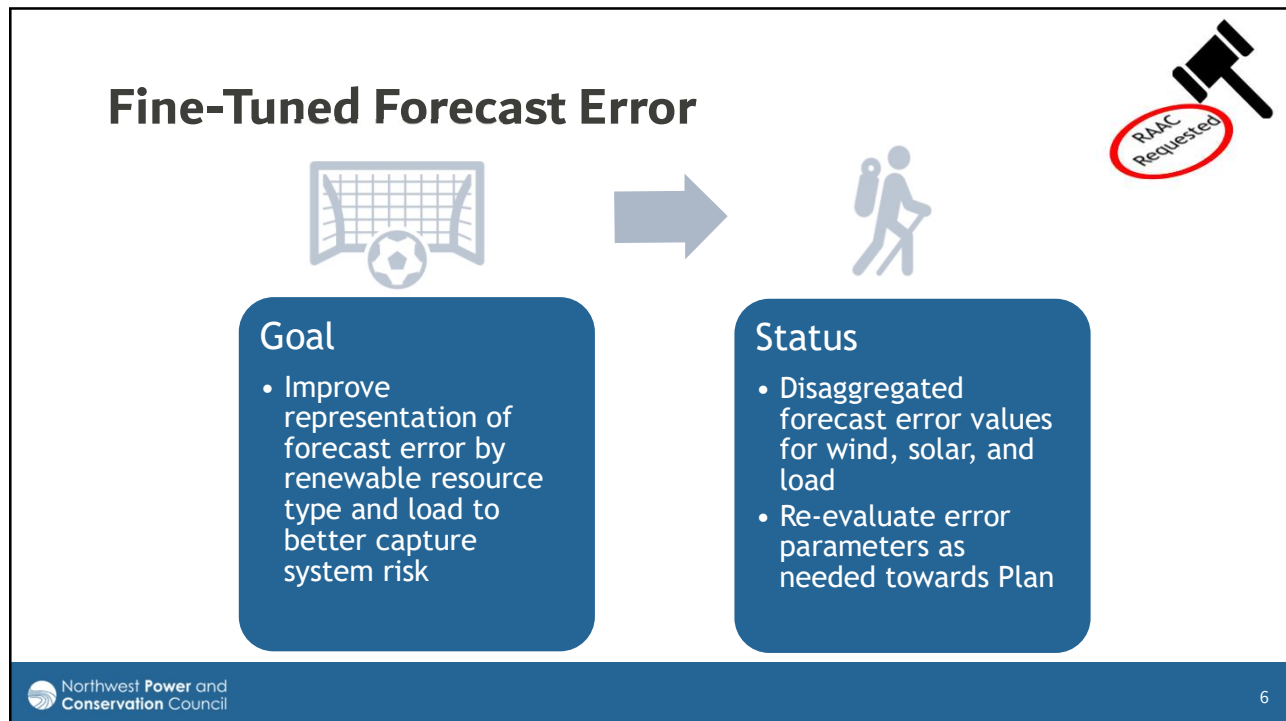 Fine-Tuned Forecast Error
RAAC
Requested
Goal
• Improve
representation of
forecast error by
renewable resource
type and load to
better capture
system risk
Status
• Disaggregated
forecast error values
for wind, solar, and
load
• Re-evaluate error
parameters as
needed towards Plan
Northwest Power and
Conservation Council
6